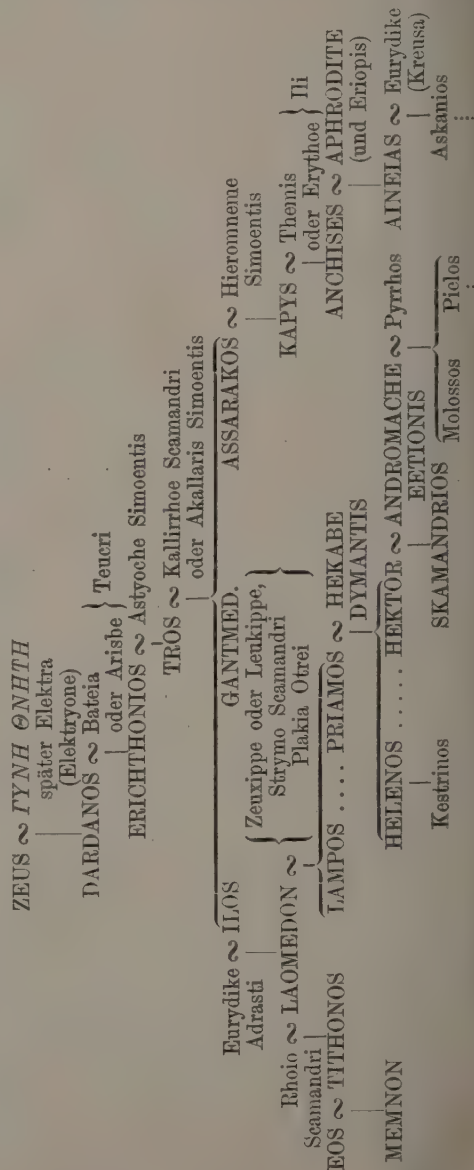 ZEUS ∾ ΓΥΝΗ ΘΝΗΤΗ
später Elektra
(Elektryone)
DARDANOS ∾ Bateia
oder Arisbe } Teucri
ERICHTHONIOS ∾ Astyoche Simoentis
TROS ∾ Kallirrhoe Scamandri
oder Akallaris Simoentis
Eurydike ∾ ILOS GANYMED. ASSARAKOS ∾ Hieromneme
Adrasti Simoentis
Rhoio ∾ LAOMEDON ∾ { Zeuxippe oder Leukippe,
Scamandri Strymo Scamandri
Plakia Otrei }
KAPYS ∾ Themis
oder Erythoe } Ili
EOS ∾ TITHONOS LAMPOS .... PRIAMOS ∾ HEKABE
DYMANTIS
ANCHISES ∾ APHRODITE
(und Eriopis)
MEMNON HELENOS ...... HEKTOR ∾ ANDROMACHE ∾ Pyrrhos AINEIAS ∾ Eurydike
EETIONIS (Kreusa)
Kestrinos SKAMANDRIOS Molossos Pielos Askanios